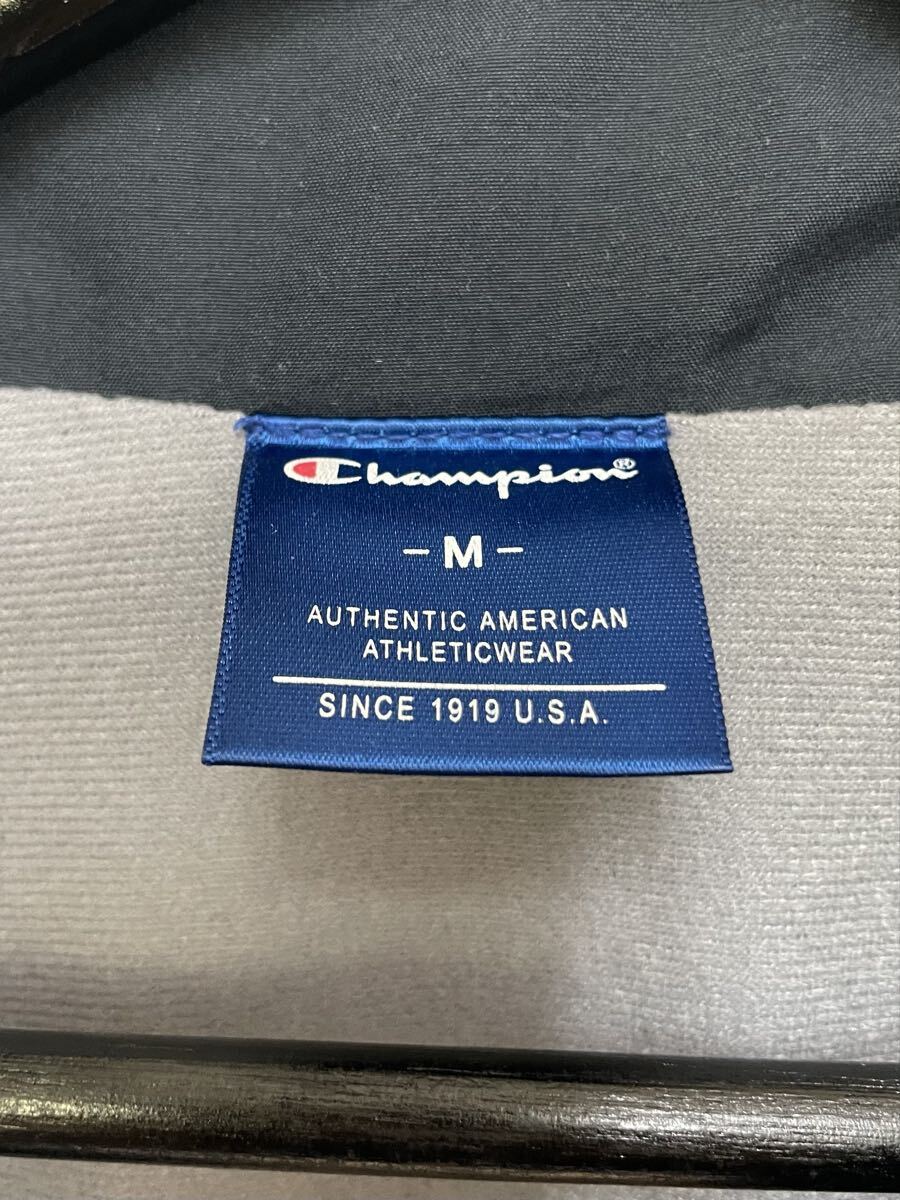 Champion®
- M -
AUTHENTIC AMERICAN
ATHLETICWEAR
SINCE 1919 U.S.A.